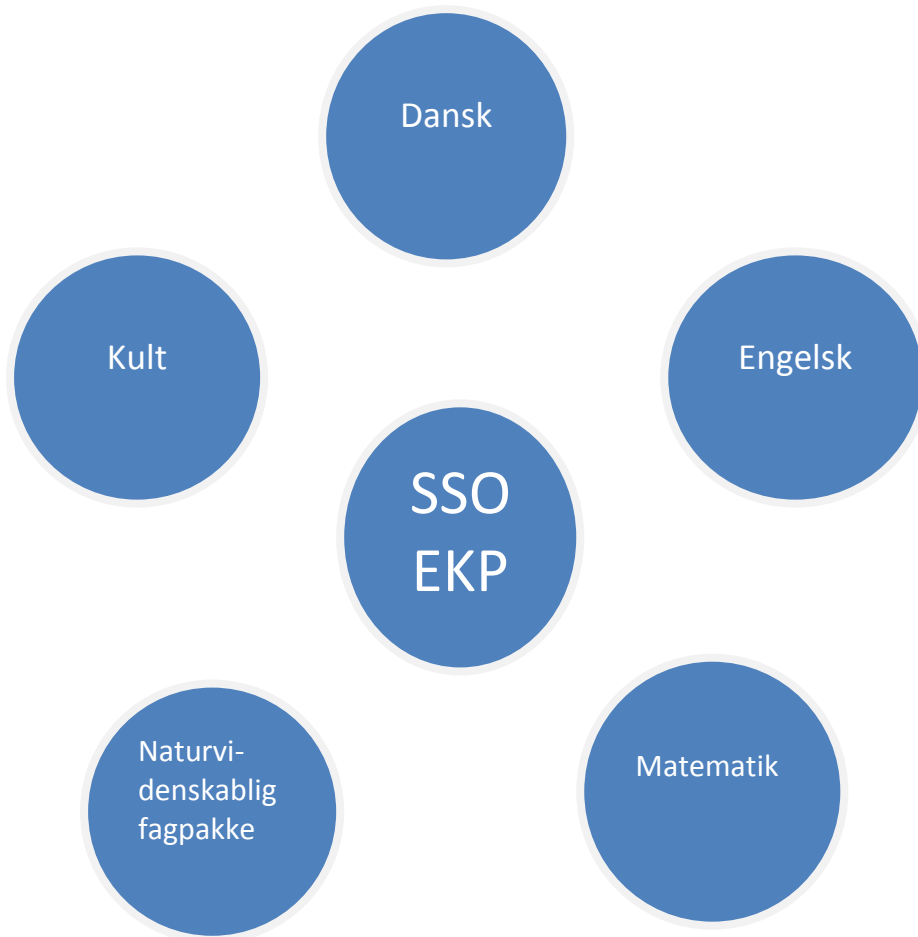 Dansk
Kult
Engelsk
SSO
EKP
Naturvi-
denskablig
fagpakke
Matematik